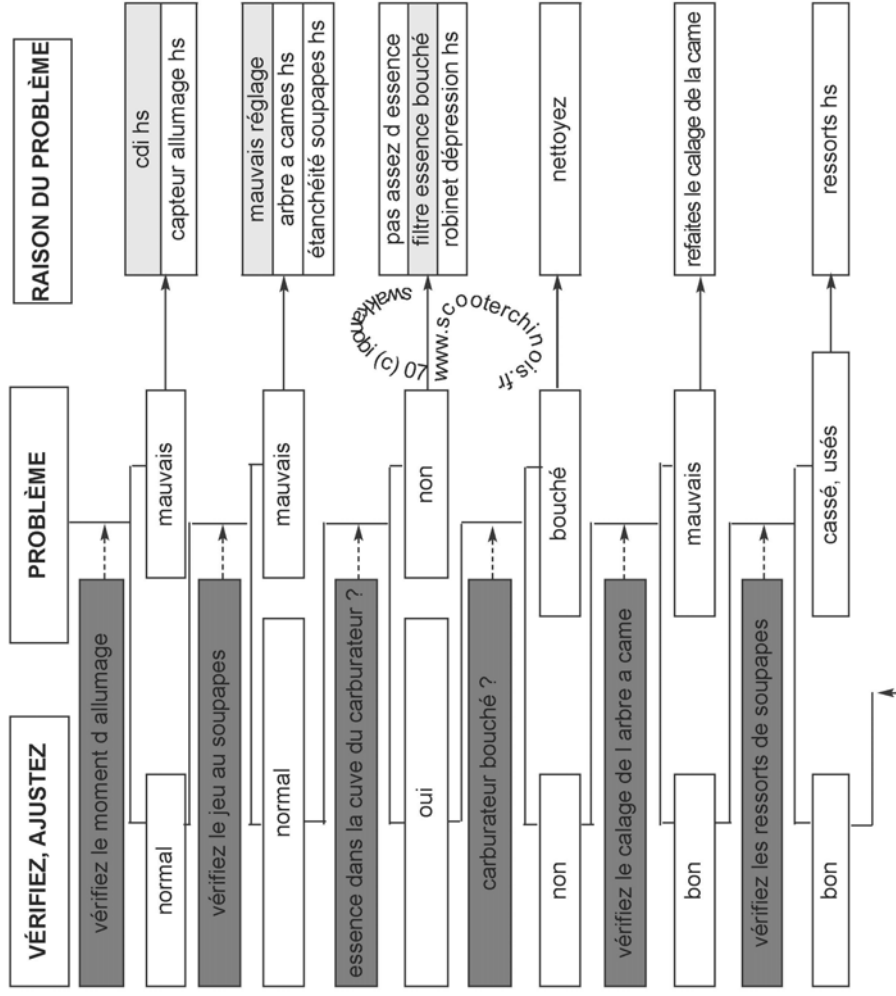 VÉRIFIEZ, AJUSTEZ
PROBLÈME
RAISON DU PROBLÈME
vérifiez le moment d allumage
normal
mauvais
cdi hs
capteur allumage hs
vérifiez le jeu au soupapes
normal
mauvais
mauvais réglage
arbre a cames hs
étanchéité soupapes hs
essence dans la cuve du carburateur ?
oui
non
pas assez d essence
filtre essence bouché
robinet dépression hs
swakkanobi (c) 07
www.scooterchinois.fr
carburateur bouché ?
non
bouché
nettoyez
vérifiez le calage de l arbre a came
bon
mauvais
refaites le calage de la came
vérifiez les ressorts de soupapes
bon
cassé, usés
ressorts hs